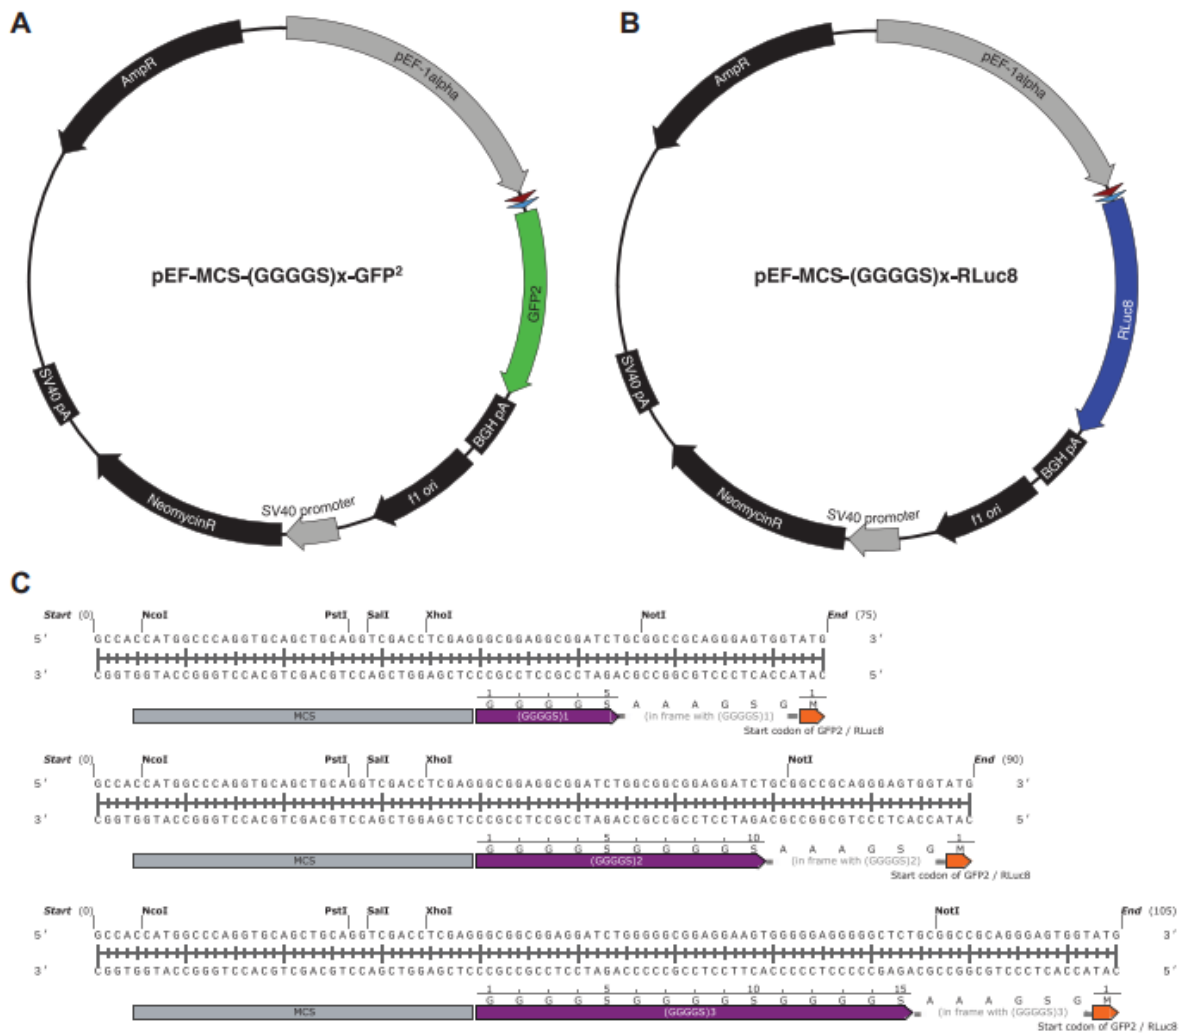 A
B
AmpR
pEF-1alpha
pEF-MCS-(GGGGS)x-GFP²
GFP2
SV40 pA
BGH pA
NeomycinR
SV40 promoter
f1 ori
AmpR
pEF-1alpha
pEF-MCS-(GGGGS)x-RLuc8
RLuc8
SV40 pA
BGH pA
NeomycinR
SV40 promoter
f1 ori
C
Start (0) NcoI PstI SalI XhoI NotI End (75)
5' GCCACCATGGCCCAGGTGCAGCTGCAGGTCGACCTCGAGGGCGGAGGCGGATCTGCGGCCGCAGGGAGTGGTATG 3'
3' CGGTGGTACCGGGTCCACGTCGACGTCCAGCTGGAGCTCCCGCCTCCGCCTAGACGCCGGCGTCCCTCACCATAC 5'
1 5 1
G G G G S A A A G S G M
MCS (GGGGS)1 (in frame with (GGGGS)1)
Start codon of GFP2 / RLuc8
Start (0) NcoI PstI SalI XhoI NotI End (90)
5' GCCACCATGGCCCAGGTGCAGCTGCAGGTCGACCTCGAGGGCGGAGGCGGATCTGGCGGCGGAGGATCTGCGGCCGCAGGGAGTGGTATG 3'
3' CGGTGGTACCGGGTCCACGTCGACGTCCAGCTGGAGCTCCCGCCTCCGCCTAGACCGCCGCCTCCTAGACGCCGGCGTCCCTCACCATAC 5'
1 5 10 1
G G G G S G G G G S A A A G S G M
MCS (GGGGS)2 (in frame with (GGGGS)2)
Start codon of GFP2 / RLuc8
Start (0) NcoI PstI SalI XhoI NotI End (105)
5' GCCACCATGGCCCAGGTGCAGCTGCAGGTCGACCTCGAGGGCGGCGGAGGATCTGGGGGCGGAGGAAGTGGGGGAGGGGGCTCTGCGGCCGCAGGGAGTGGTATG 3'
3' CGGTGGTACCGGGTCCACGTCGACGTCCAGCTGGAGCTCCCGCCGCCTCCTAGACCCCCGCCTCCTTCACCCCCTCCCCCGAGACGCCGGCGTCCCTCACCATAC 5'
1 5 10 15 1
G G G G S G G G G S G G G G S A A A G S G M
MCS (GGGGS)3 (in frame with (GGGGS)3)
Start codon of GFP2 / RLuc8